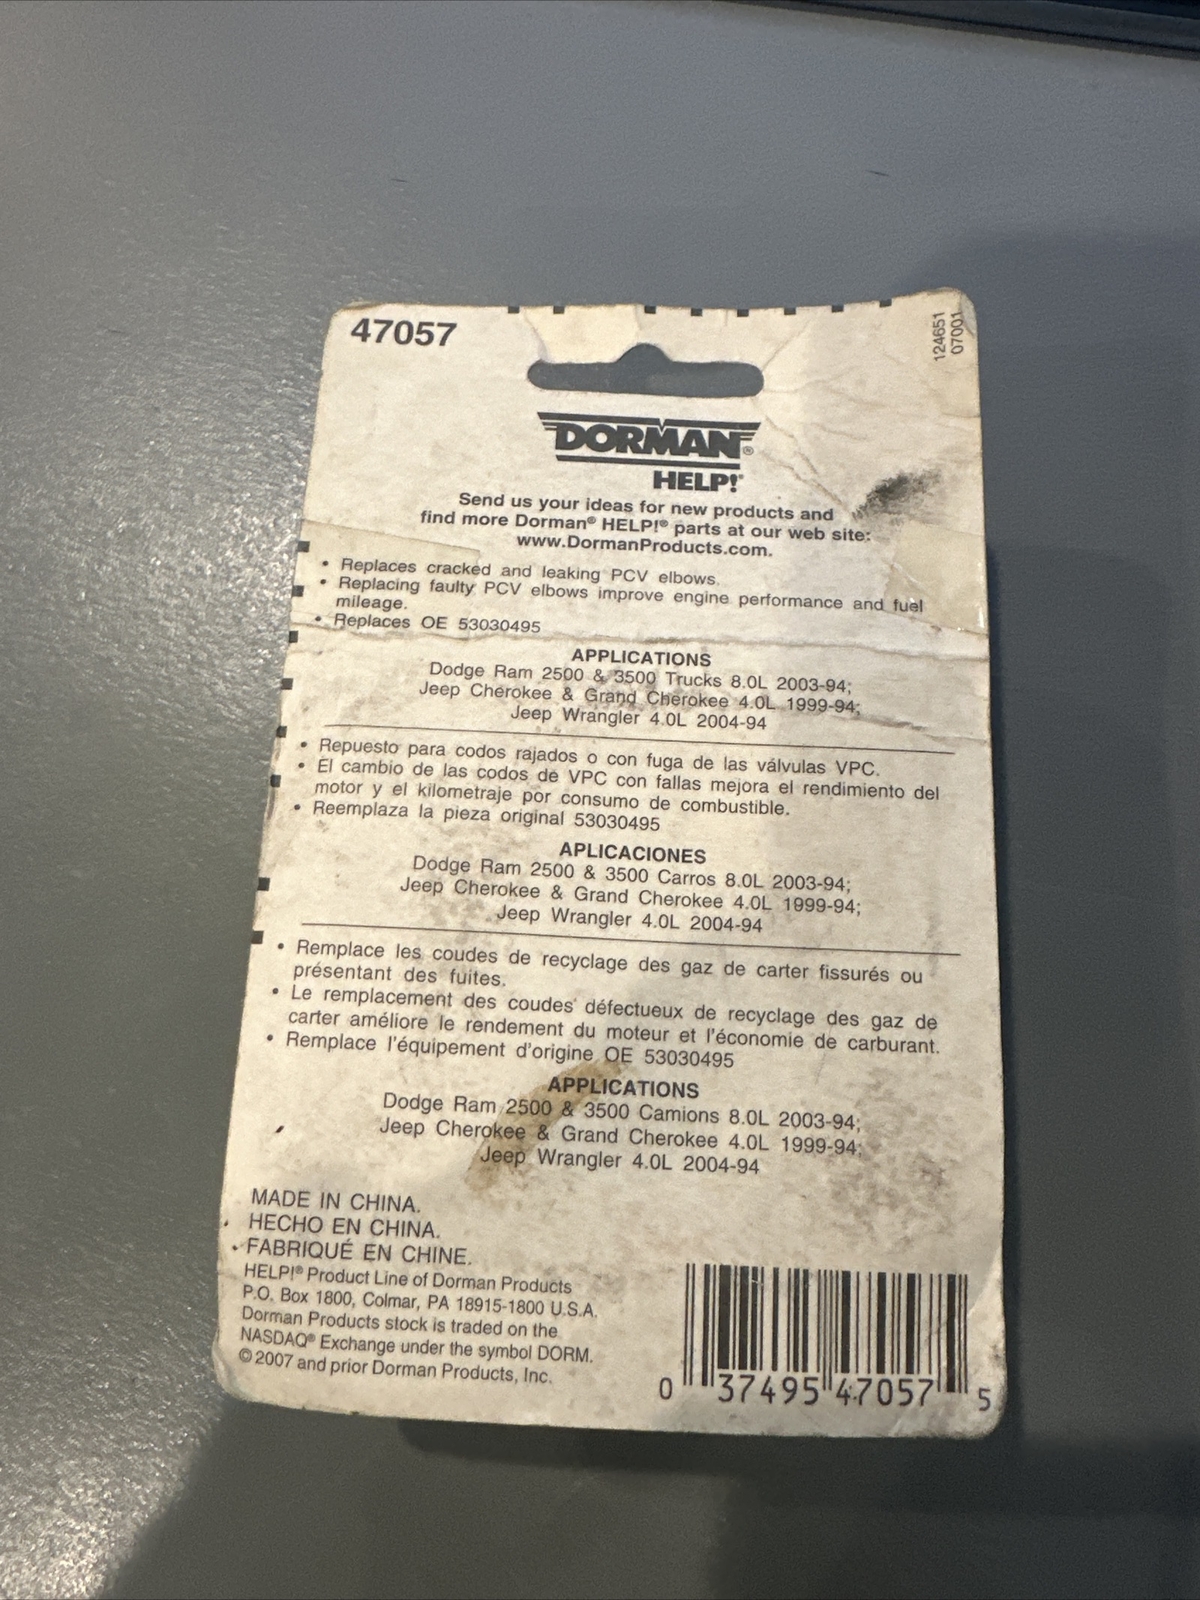 47057
124651
07001
DORMAN®
HELP!®
Send us your ideas for new products and
find more Dorman® HELP!® parts at our web site:
www.DormanProducts.com.
• Replaces cracked and leaking PCV elbows.
• Replacing faulty PCV elbows improve engine performance and fuel
mileage.
• Replaces OE 53030495
APPLICATIONS
Dodge Ram 2500 & 3500 Trucks 8.0L 2003-94;
Jeep Cherokee & Grand Cherokee 4.0L 1999-94;
Jeep Wrangler 4.0L 2004-94
• Repuesto para codos rajados o con fuga de las válvulas VPC.
• El cambio de las codos de VPC con fallas mejora el rendimiento del
motor y el kilometraje por consumo de combustible.
• Reemplaza la pieza original 53030495
APLICACIONES
Dodge Ram 2500 & 3500 Carros 8.0L 2003-94;
Jeep Cherokee & Grand Cherokee 4.0L 1999-94;
Jeep Wrangler 4.0L 2004-94
• Remplace les coudes de recyclage des gaz de carter fissurés ou
présentant des fuites.
• Le remplacement des coudes défectueux de recyclage des gaz de
carter améliore le rendement du moteur et l'économie de carburant.
• Remplace l'équipement d'origine OE 53030495
APPLICATIONS
Dodge Ram 2500 & 3500 Camions 8.0L 2003-94;
Jeep Cherokee & Grand Cherokee 4.0L 1999-94;
Jeep Wrangler 4.0L 2004-94
MADE IN CHINA.
HECHO EN CHINA.
FABRIQUÉ EN CHINE.
HELP!® Product Line of Dorman Products
P.O. Box 1800, Colmar, PA 18915-1800 U.S.A.
Dorman Products stock is traded on the
NASDAQ® Exchange under the symbol DORM.
© 2007 and prior Dorman Products, Inc.
0 37495 47057 5